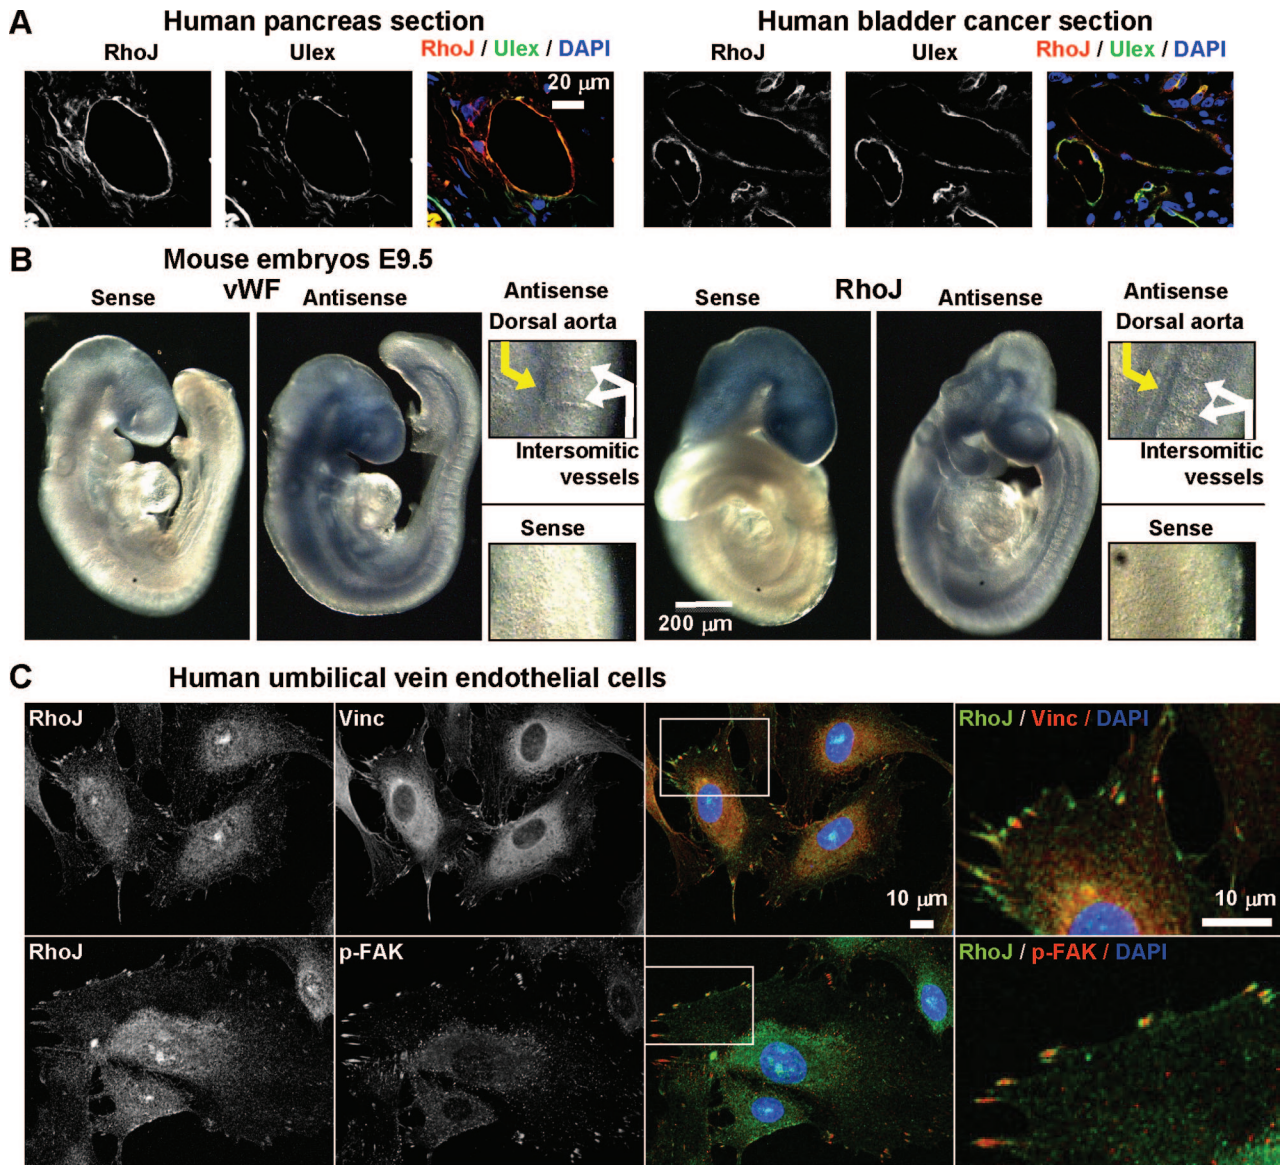 A
Human pancreas section
Human bladder cancer section
RhoJ
Ulex
RhoJ / Ulex / DAPI
RhoJ
Ulex
RhoJ / Ulex / DAPI
20 µm
B
Mouse embryos E9.5
vWF
RhoJ
Sense
Antisense
Antisense
Dorsal aorta
Intersomitic
vessels
Sense
Sense
Antisense
Antisense
Dorsal aorta
Intersomitic
vessels
Sense
200 µm
C
Human umbilical vein endothelial cells
RhoJ
Vinc
RhoJ / Vinc / DAPI
10 µm
10 µm
RhoJ
p-FAK
RhoJ / p-FAK / DAPI